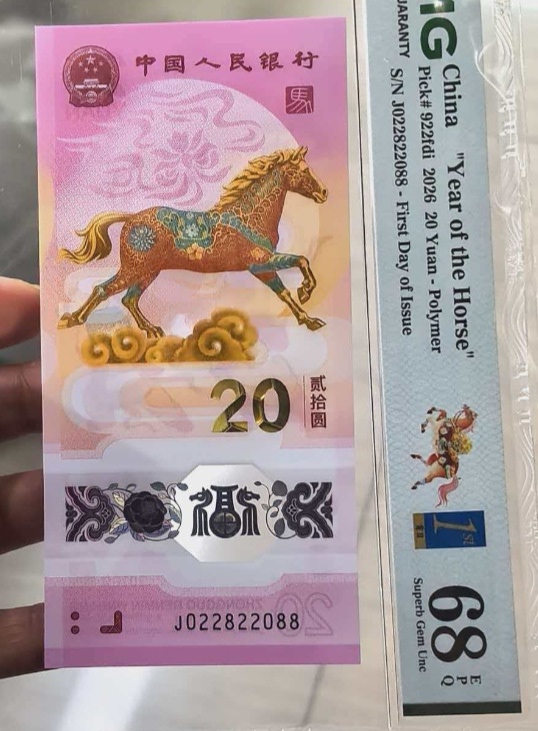 中国人民银行
馬
20
贰拾圆
J022822088
MG
UARANTY
China "Year of the Horse"
Pick# 922fdi 2026 20 Yuan - Polymer
S/N J022822088 - First Day of Issue
1st
68 EPQ
Superb Gem Unc